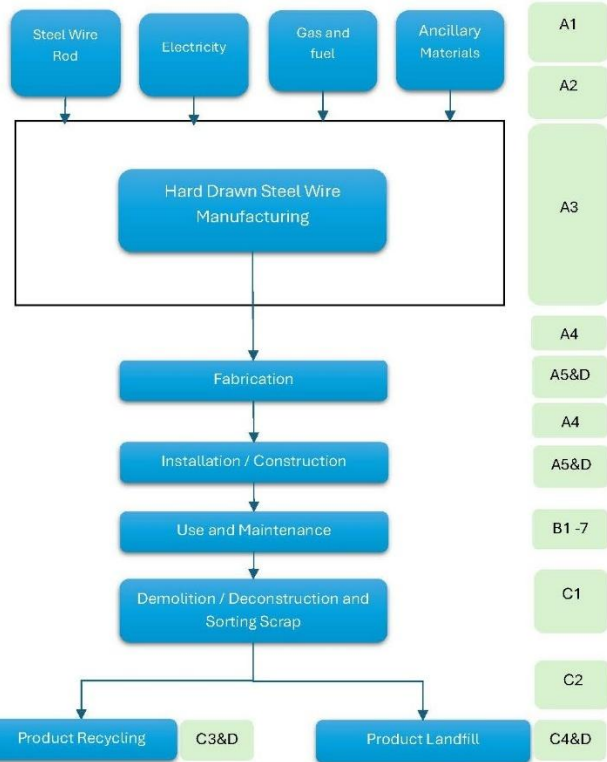 Steel Wire
Rod
Electricity
Gas and
fuel
Ancillary
Materials
A1
A2
Hard Drawn Steel Wire
Manufacturing
A3
A4
Fabrication
A5&D
A4
Installation / Construction
A5&D
Use and Maintenance
B1 -7
Demolition / Deconstruction and
Sorting Scrap
C1
C2
Product Recycling
C3&D
Product Landfill
C4&D